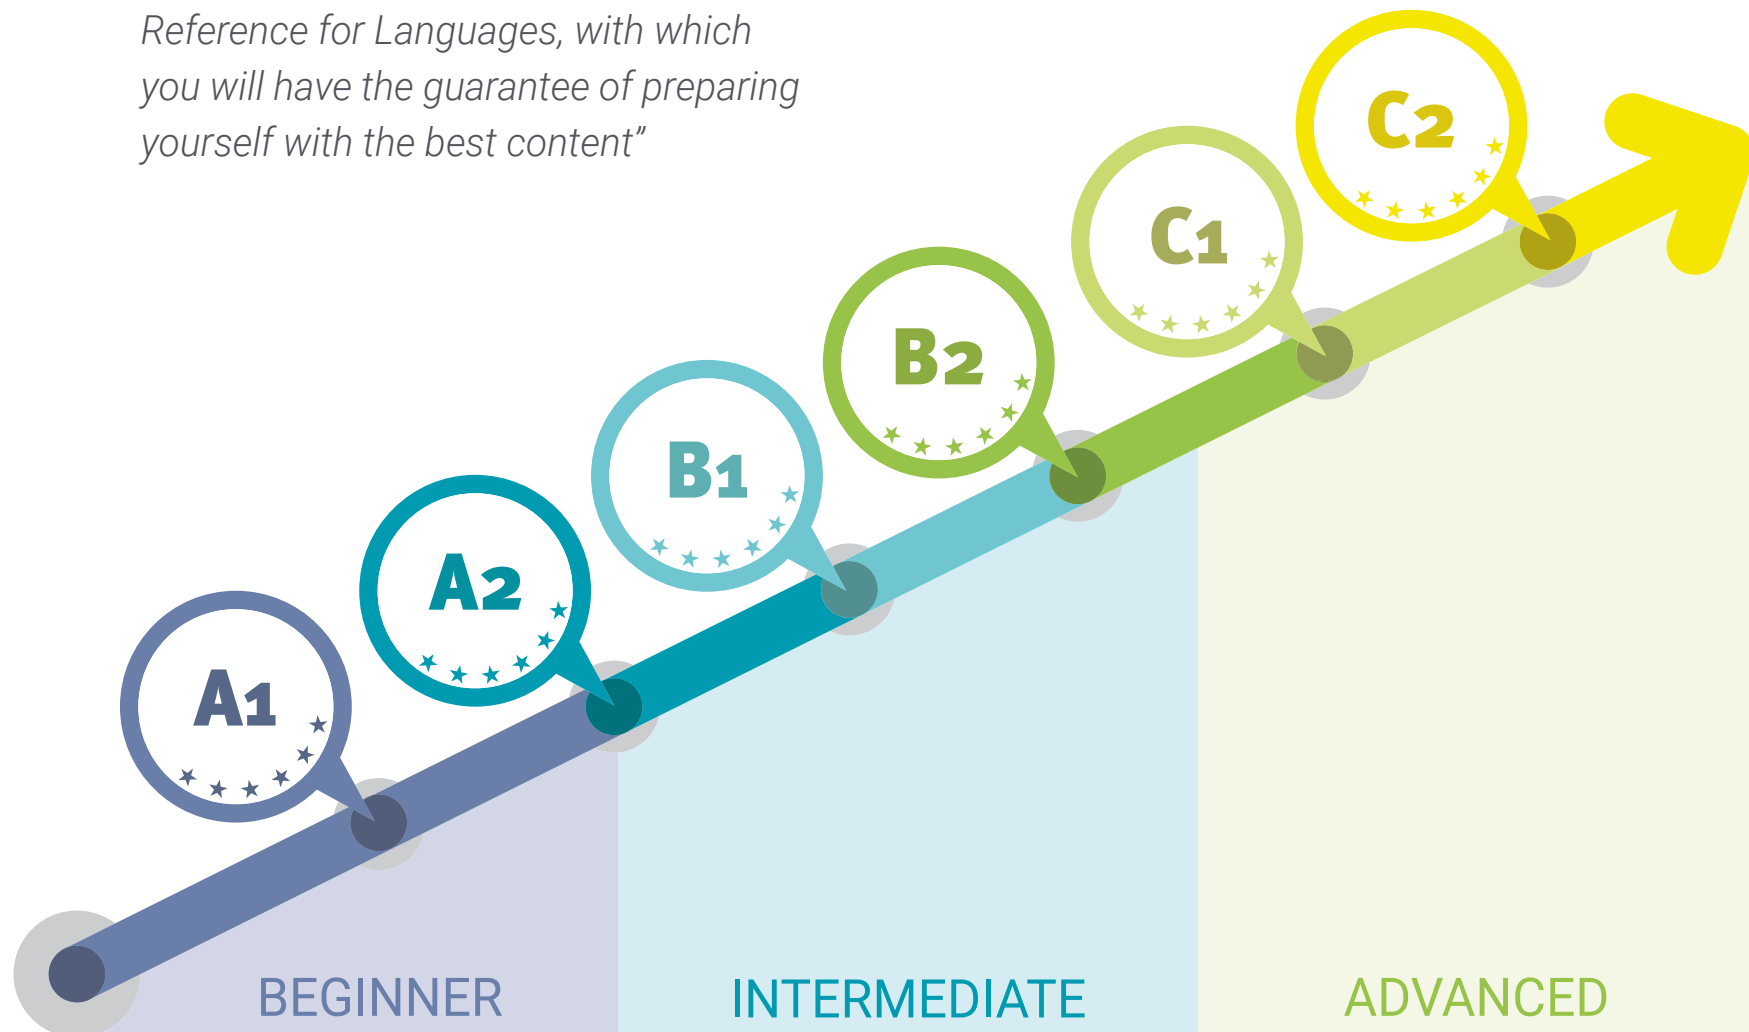 Reference for Languages, with which
you will have the guarantee of preparing
yourself with the best content”
C2
C1
B2
B1
A2
A1
BEGINNER
INTERMEDIATE
ADVANCED